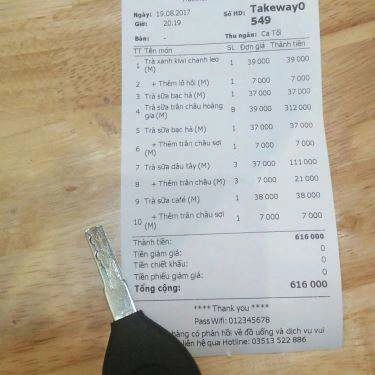 Ngày: 19.08.2017 Số HD: Takeway0
Giờ: 20:19 549
Bàn: - Thu ngân: Ca Tối
TT Tên món SL Đơn giá Thành tiền
1 Trà xanh kiwi chanh leo (M) 1 39 000 39 000
2 + Thêm lô hội (M) 1 7 000 7 000
3 Trà sữa bạc hà (M) 1 37 000 37 000
4 Trà sữa trân châu hoàng gia (M) 8 39 000 312 000
5 Trà sữa bạc hà (M) 1 37 000 37 000
6 + Thêm trân châu sợi (M) 1 7 000 7 000
7 Trà sữa dâu tây (M) 3 37 000 111 000
8 + Thêm trân châu (M) 3 7 000 21 000
9 Trà sữa café (M) 1 38 000 38 000
10 + Thêm trân châu sợi (M) 1 7 000 7 000
Thành tiền: 616 000
Tiền giảm giá: 0
Tiền chiết khấu: 0
Tiền phiếu giảm giá: 0
Tổng cộng: 616 000
**** Thank you ****
Pass Wifi: 012345678
hàng có phản hồi về đồ uống và dịch vụ vui
liên hệ qua Hotline: 03513 522 886